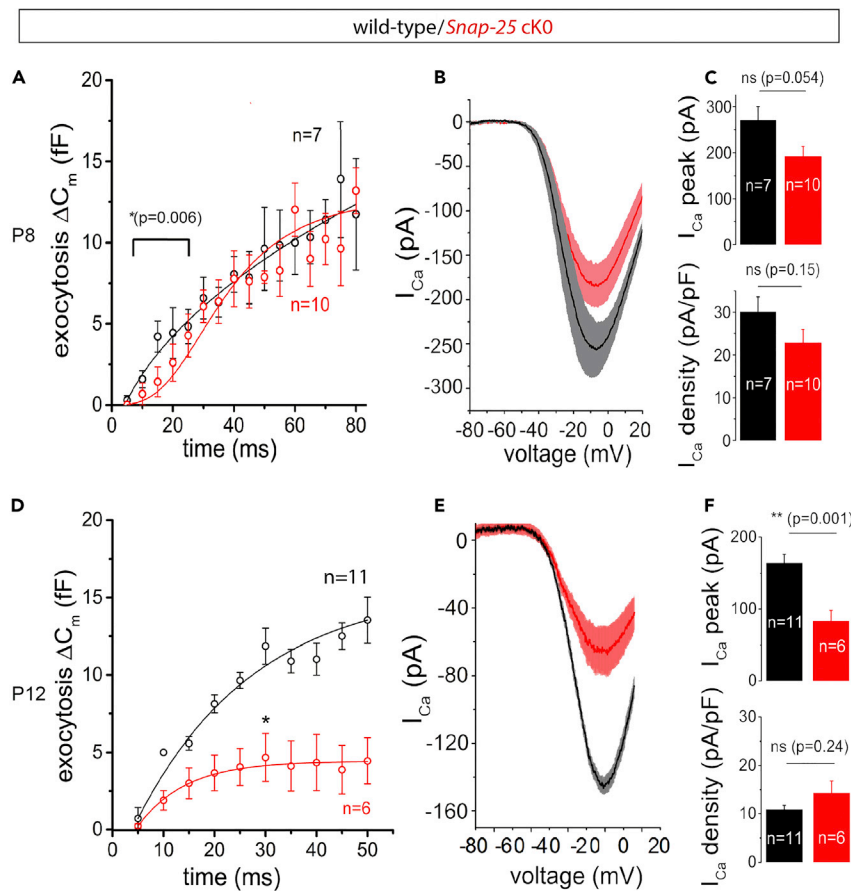 wild-type/Snap-25 cK0
A
B
C
P8
exocytosis ΔCm (fF)
20
15
10
5
0
*(p=0.006)
n=7
n=10
0 20 40 60 80
time (ms)
ICa (pA)
0
-50
-100
-150
-200
-250
-300
-80 -60 -40 -20 0 20
voltage (mV)
ns (p=0.054)
ICa peak (pA)
300
200
100
0
n=7
n=10
ns (p=0.15)
ICa density (pA/pF)
40
30
20
10
0
n=7
n=10
D
E
F
P12
exocytosis ΔCm (fF)
20
15
10
5
0
n=11
*
n=6
0 10 20 30 40 50
time (ms)
ICa (pA)
0
-40
-80
-120
-160
-80 -60 -40 -20 0 20
voltage (mV)
** (p=0.001)
ICa peak (pA)
200
100
0
n=11
n=6
ns (p=0.24)
ICa density (pA/pF)
30
20
10
0
n=11
n=6